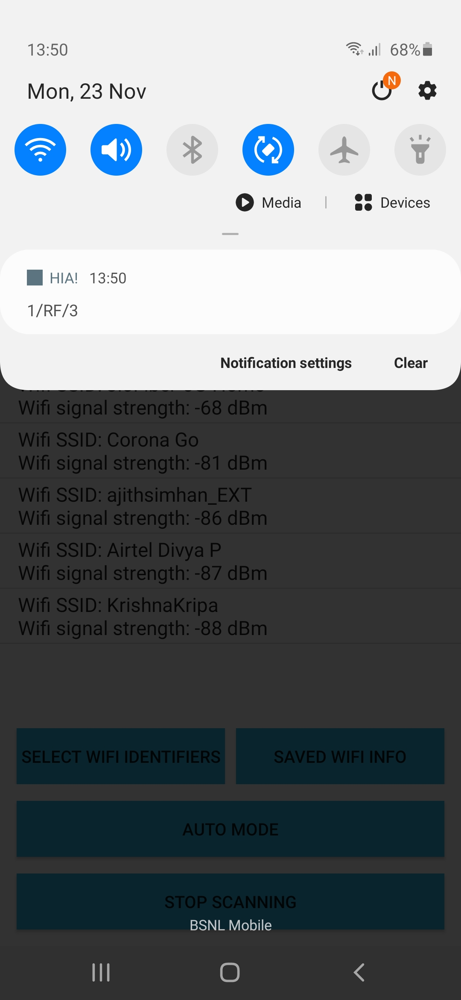 13:50
68%
Mon, 23 Nov
N
Media
Devices
HIA! 13:50
1/RF/3
Notification settings
Clear
Wifi SSID:
Wifi signal strength: -68 dBm
Wifi SSID: Corona Go
Wifi signal strength: -81 dBm
Wifi SSID: ajithsimhan_EXT
Wifi signal strength: -86 dBm
Wifi SSID: Airtel Divya P
Wifi signal strength: -87 dBm
Wifi SSID: KrishnaKripa
Wifi signal strength: -88 dBm
SELECT WIFI IDENTIFIERS
SAVED WIFI INFO
AUTO MODE
STOP SCANNING
BSNL Mobile